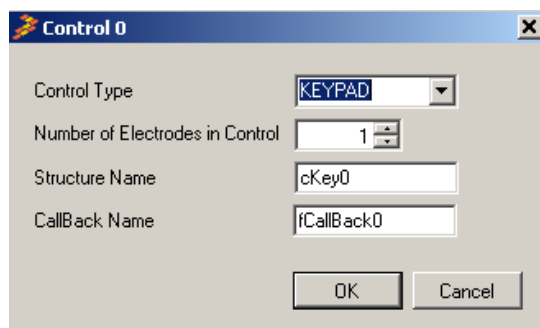 Control 0
Control Type KEYPAD
Number of Electrodes in Control 1
Structure Name cKey0
CallBack Name fCallBack0
OK Cancel